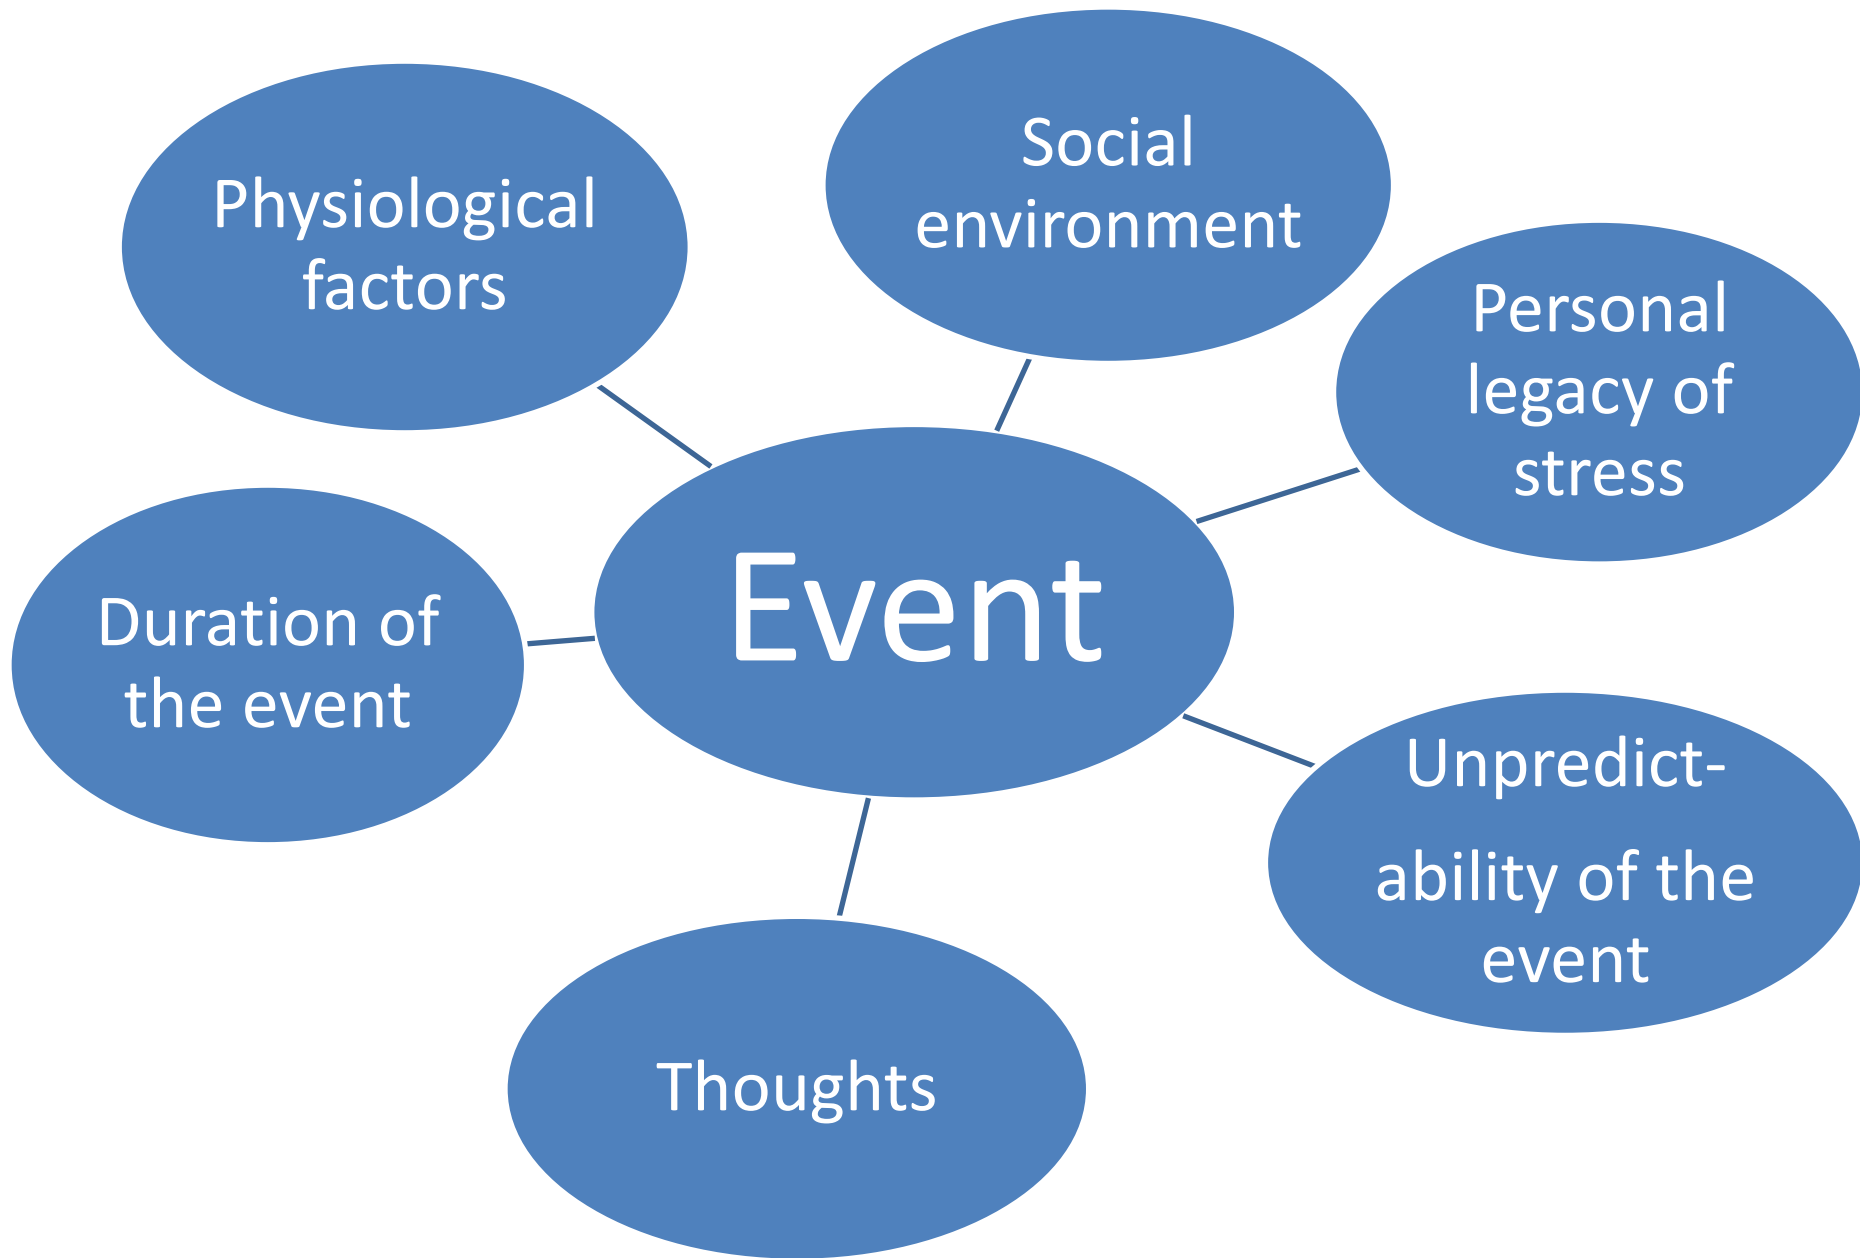 Physiological
factors
Social
environment
Personal
legacy of
stress
Event
Duration of
the event
Unpredict-
ability of the
event
Thoughts